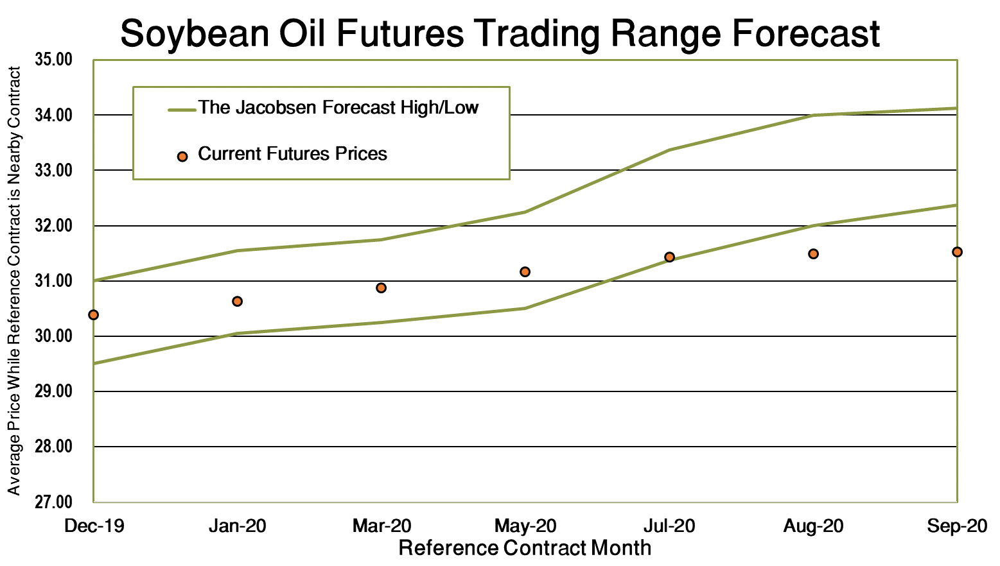 Soybean Oil Futures Trading Range Forecast
Average Price While Reference Contract is Nearby Contract
35.00
34.00
33.00
32.00
31.00
30.00
29.00
28.00
27.00
The Jacobsen Forecast High/Low
Current Futures Prices
Dec-19 Jan-20 Mar-20 May-20 Jul-20 Aug-20 Sep-20
Reference Contract Month